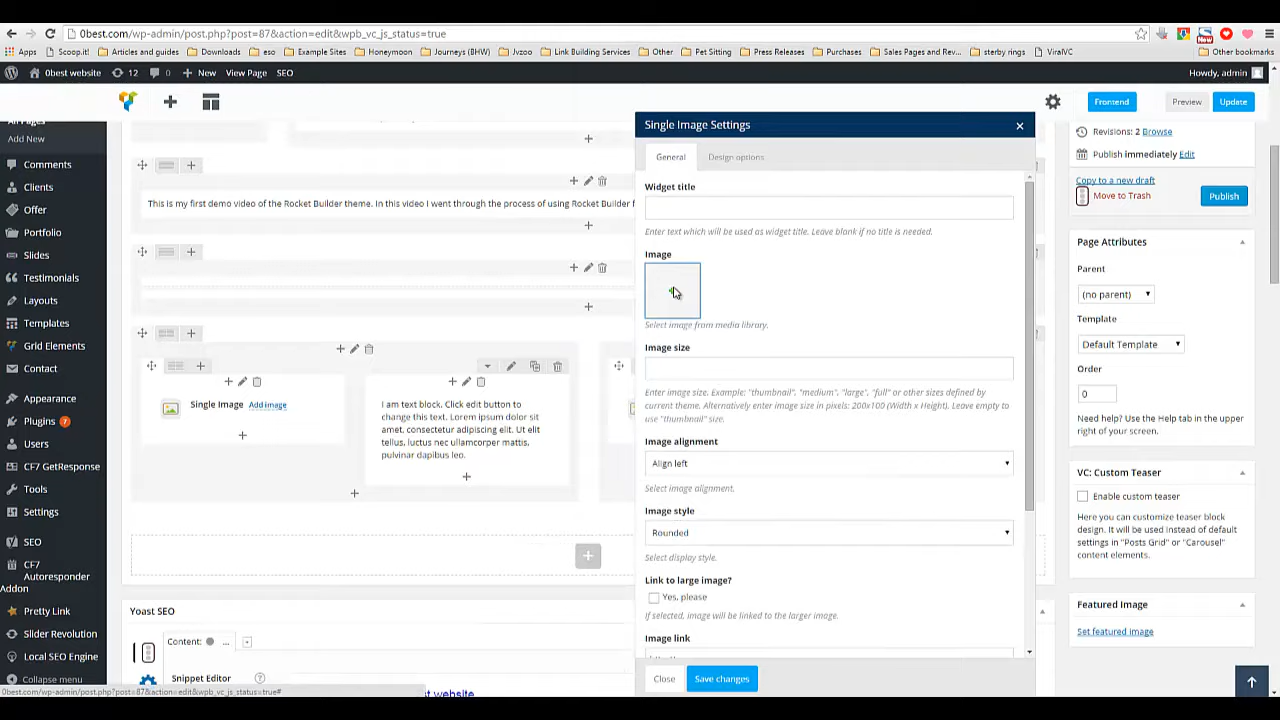 0best.com/wp-admin/post.php?post=87&action=edit&wpb_vc_js_status=true
Apps Scoop.it! Articles and guides Downloads eso Example Sites Honeymoon Journeys (BHW) Jvzoo Link Building Services Other Pet Sitting Press Releases Purchases Sales Pages and Rev... sterby rings ViralVC Other bookmarks
0best website 12 0 New View Page SEO Howdy, admin
Frontend Preview Update
All Pages
Add New
Comments
Clients
Offer
Portfolio
Slides
Testimonials
Layouts
Templates
Grid Elements
Contact
Appearance
Plugins 7
Users
CF7 GetResponse
Tools
Settings
SEO
CF7
Autoresponder
Addon
Pretty Link
Slider Revolution
Local SEO Engine
Collapse menu
This is my first demo video of the Rocket Builder theme. In this video I went through the process of using Rocket Builder f
Single Image Add image
I am text block. Click edit button to
change this text. Lorem ipsum dolor sit
amet, consectetur adipiscing elit. Ut elit
tellus, luctus nec ullamcorper mattis,
pulvinar dapibus leo.
Yoast SEO
Content: ...
Snippet Editor
st website
0best.com/wp-admin/post.php?post=87&action=edit&wpb_vc_js_status=true#
Single Image Settings
General Design options
Widget title
Enter text which will be used as widget title. Leave blank if no title is needed.
Image
Select image from media library.
Image size
Enter image size. Example: "thumbnail", "medium", "large", "full" or other sizes defined by
current theme. Alternatively enter image size in pixels: 200x100 (Width x Height). Leave empty to
use "thumbnail" size.
Image alignment
Align left
Select image alignment.
Image style
Rounded
Select display style.
Link to large image?
Yes, please
If selected, image will be linked to the larger image.
Image link
Close Save changes
Revisions: 2 Browse
Publish immediately Edit
Copy to a new draft
Move to Trash Publish
Page Attributes
Parent
(no parent)
Template
Default Template
Order
0
Need help? Use the Help tab in the upper
right of your screen.
VC: Custom Teaser
Enable custom teaser
Here you can customize teaser block
design. It will be used instead of default
settings in "Posts Grid" or "Carousel"
content elements.
Featured Image
Set featured image